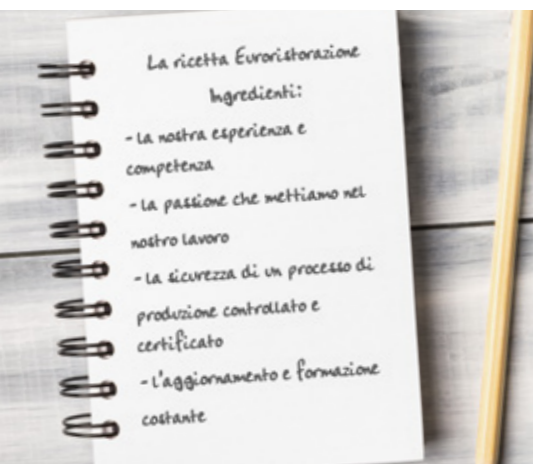 La ricetta Euroristorazione
Ingredienti:
- la nostra esperienza e
competenza
- la passione che mettiamo nel
nostro lavoro
- la sicurezza di un processo di
produzione controllato e
certificato
- l'aggiornamento e formazione
costante